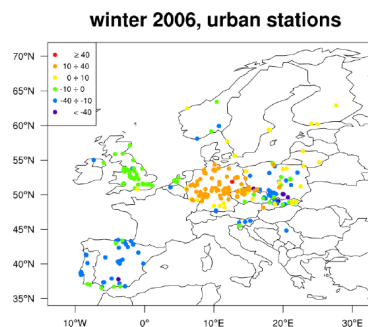 winter 2006, urban stations
70°N
65°N
60°N
55°N
50°N
45°N
40°N
35°N
≥ 40
10 ÷ 40
0 ÷ 10
-10 ÷ 0
-40 ÷ -10
< -40
10°W
0°
10°E
20°E
30°E